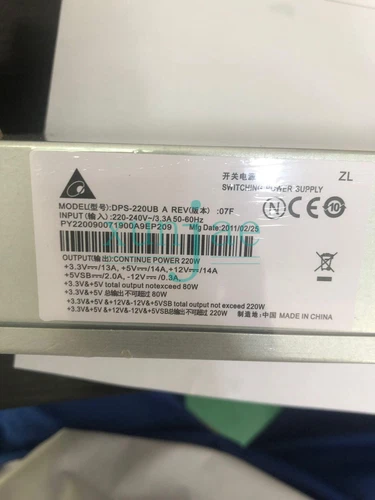 开关电源
SWITCHING POWER SUPPLY
ZL
MODEL(型号): DPS-220UB A REV(版本) :07F
INPUT(输入): 220-240V~/3.3A 50-60Hz
PY220090071900A9EP209
Mfg Date:2011/02/25
10
OUTPUT(输出):CONTINUE POWER 220W
+3.3V⎓/13A, +5V⎓/14A,+12V⎓/14A
+5VSB⎓/2.0A, -12V⎓/0.3A,
+3.3V&+5V total output notexceed 80W
+3.3V&+5V 总输出不可超过 80W
+3.3V&+5V &+12V&-12V&+5VSB total output not exceed 220W
+3.3V&+5V &+12V&-12V&+5VSB总输出不可超过 220W
制造地:中国 MADE IN CHINA